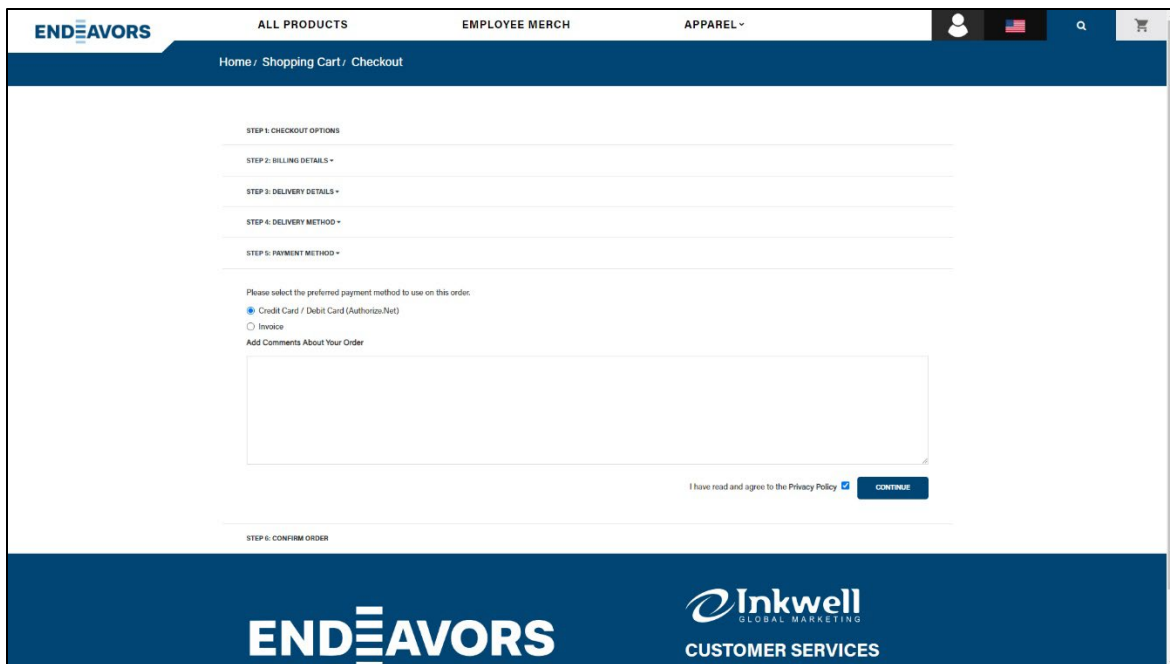 ENDEAVORS
ALL PRODUCTS
EMPLOYEE MERCH
APPAREL
Home / Shopping Cart / Checkout
STEP 1: CHECKOUT OPTIONS
STEP 2: BILLING DETAILS
STEP 3: DELIVERY DETAILS
STEP 4: DELIVERY METHOD
STEP 5: PAYMENT METHOD
Please select the preferred payment method to use on this order.
Credit Card / Debit Card (Authorize.Net)
Invoice
Add Comments About Your Order
I have read and agree to the Privacy Policy
CONTINUE
STEP 6: CONFIRM ORDER
ENDEAVORS
Inkwell
GLOBAL MARKETING
CUSTOMER SERVICES